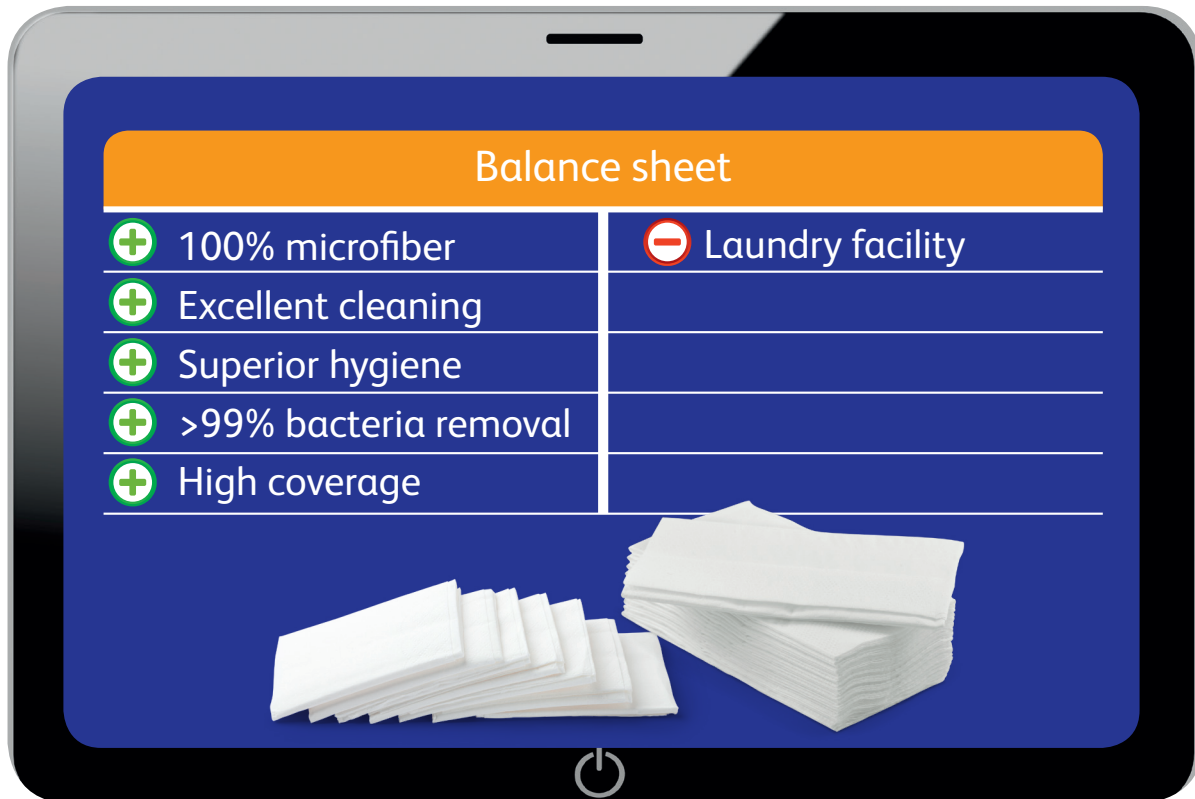 Balance sheet
100% microfiber
Laundry facility
Excellent cleaning
Superior hygiene
>99% bacteria removal
High coverage